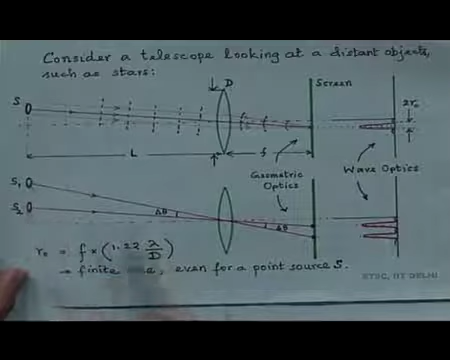 Consider a telescope looking at a distant objects,
such as stars:
S
D
Screen
2r₀
L
f
Geometric
Optics
Wave Optics
S₁
S₂
Δθ
Δθ
r₀ = f × (1.22 λ/D)
→ finite, even for a point source S.
ETSC, IIT DELHI